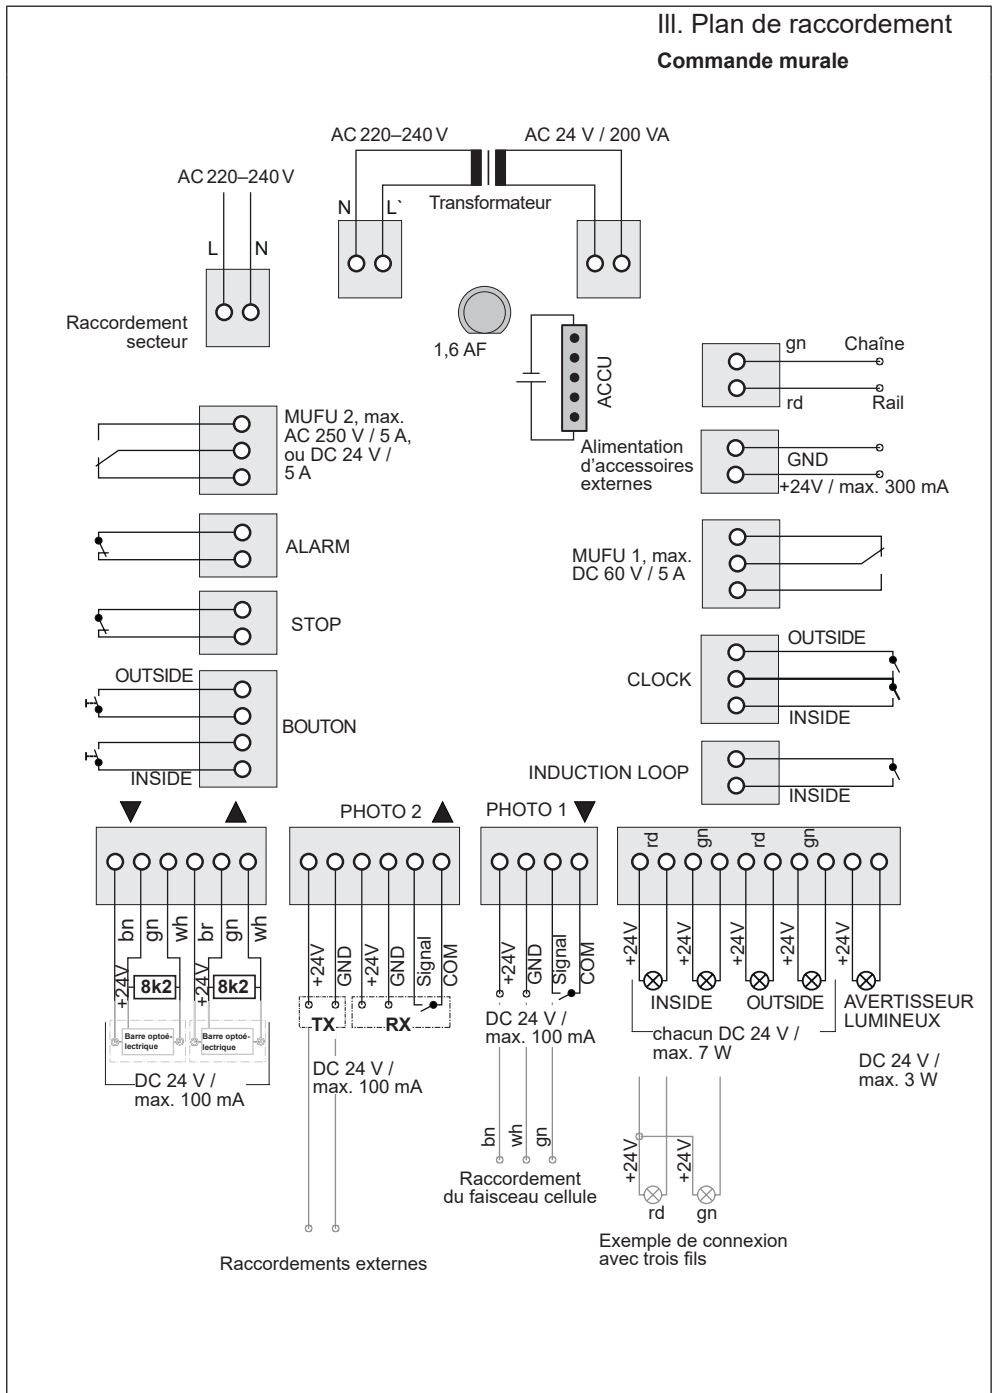 III. Plan de raccordement
Commande murale
AC 220–240 V
AC 24 V / 200 VA
AC 220–240 V
N
L`
Transformateur
L
N
Raccordement
secteur
1,6 AF
ACCU
gn
Chaîne
rd
Rail
MUFU 2, max.
AC 250 V / 5 A,
ou DC 24 V /
5 A
Alimentation
d'accessoires
externes
GND
+24V / max. 300 mA
ALARM
MUFU 1, max.
DC 60 V / 5 A
STOP
OUTSIDE
BOUTON
INSIDE
OUTSIDE
CLOCK
INSIDE
INDUCTION LOOP
INSIDE
PHOTO 2
PHOTO 1
rd
gn
rd
gn
+24V
bn
gn
wh
+24V
br
gn
wh
8k2
8k2
Barre optoé-
lectrique
Barre optoé-
lectrique
DC 24 V /
max. 100 mA
+24V
GND
+24V
GND
Signal
COM
TX
RX
DC 24 V /
max. 100 mA
Raccordements externes
+24V
GND
Signal
COM
DC 24 V /
max. 100 mA
bn
wh
gn
Raccordement
du faisceau cellule
+24V
+24V
+24V
+24V
+24V
INSIDE
OUTSIDE
AVERTISSEUR
LUMINEUX
chacun DC 24 V /
max. 7 W
DC 24 V /
max. 3 W
+24V
+24V
rd
gn
Exemple de connexion
avec trois fils